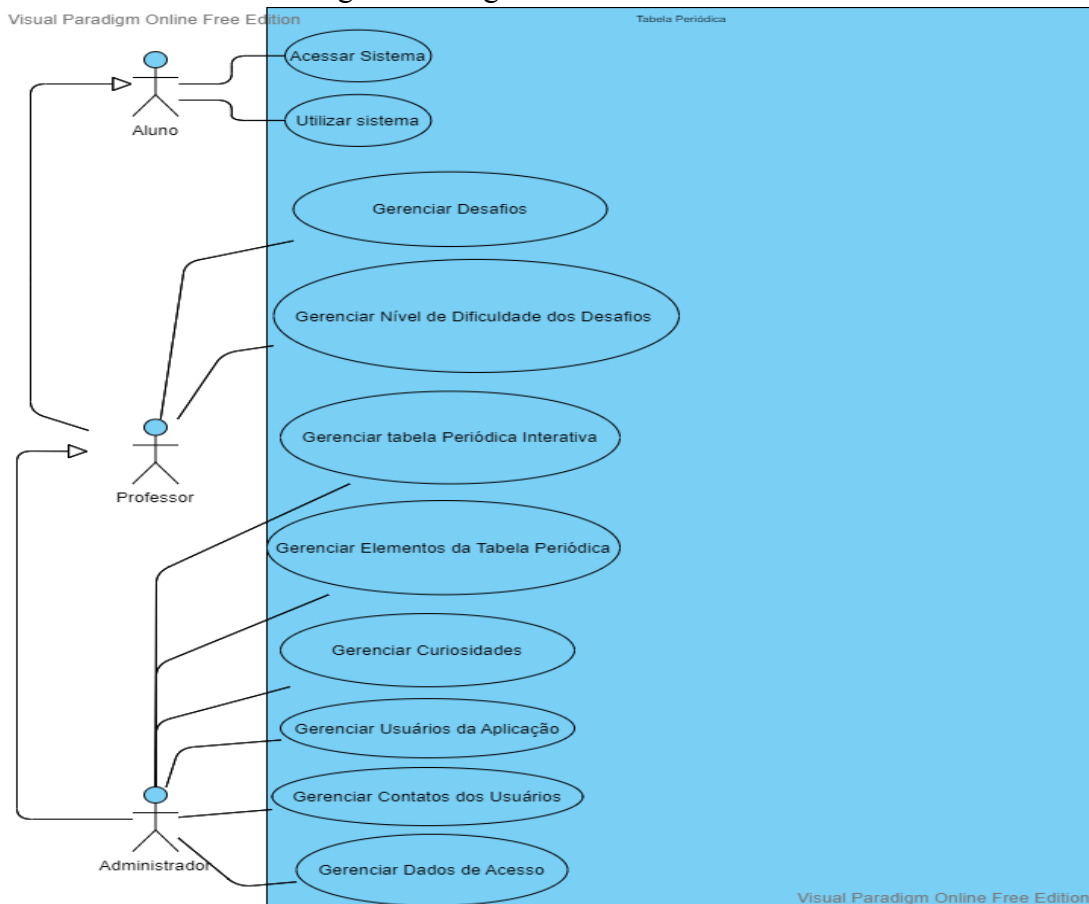 Visual Paradigm Online Free Edition
Tabela Periódica
Acessar Sistema
Aluno
Utilizar sistema
Gerenciar Desafios
Gerenciar Nível de Dificuldade dos Desafios
Gerenciar tabela Periódica Interativa
Professor
Gerenciar Elementos da Tabela Periódica
Gerenciar Curiosidades
Gerenciar Usuários da Aplicação
Gerenciar Contatos dos Usuários
Administrador
Gerenciar Dados de Acesso
Visual Paradigm Online Free Edition